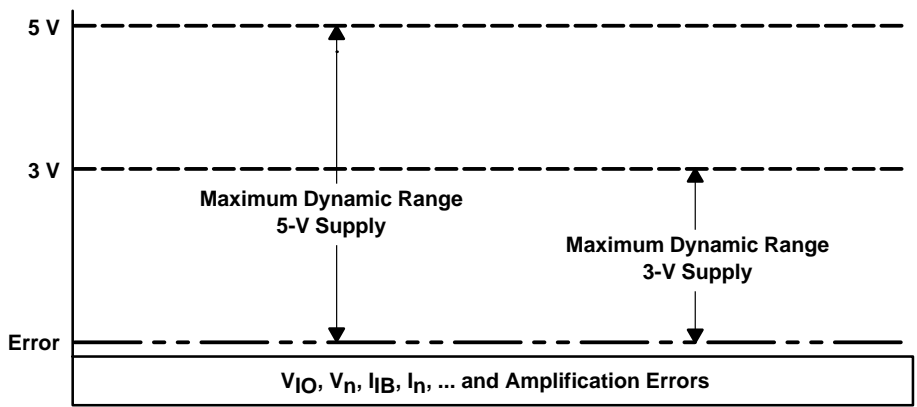 5 V
3 V
Maximum Dynamic Range
5-V Supply
Maximum Dynamic Range
3-V Supply
Error
VIO, Vn, IIB, In, ... and Amplification Errors